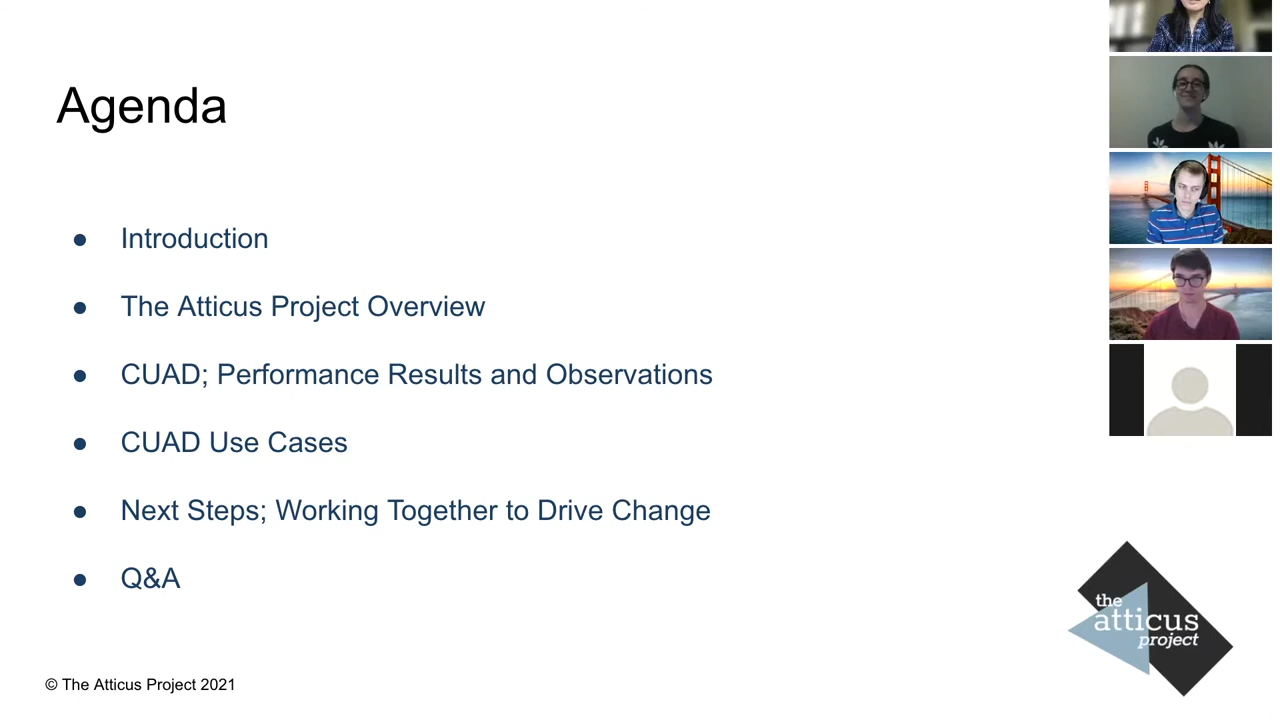 Agenda
● Introduction
● The Atticus Project Overview
● CUAD; Performance Results and Observations
● CUAD Use Cases
● Next Steps; Working Together to Drive Change
● Q&A
the
atticus
project
© The Atticus Project 2021